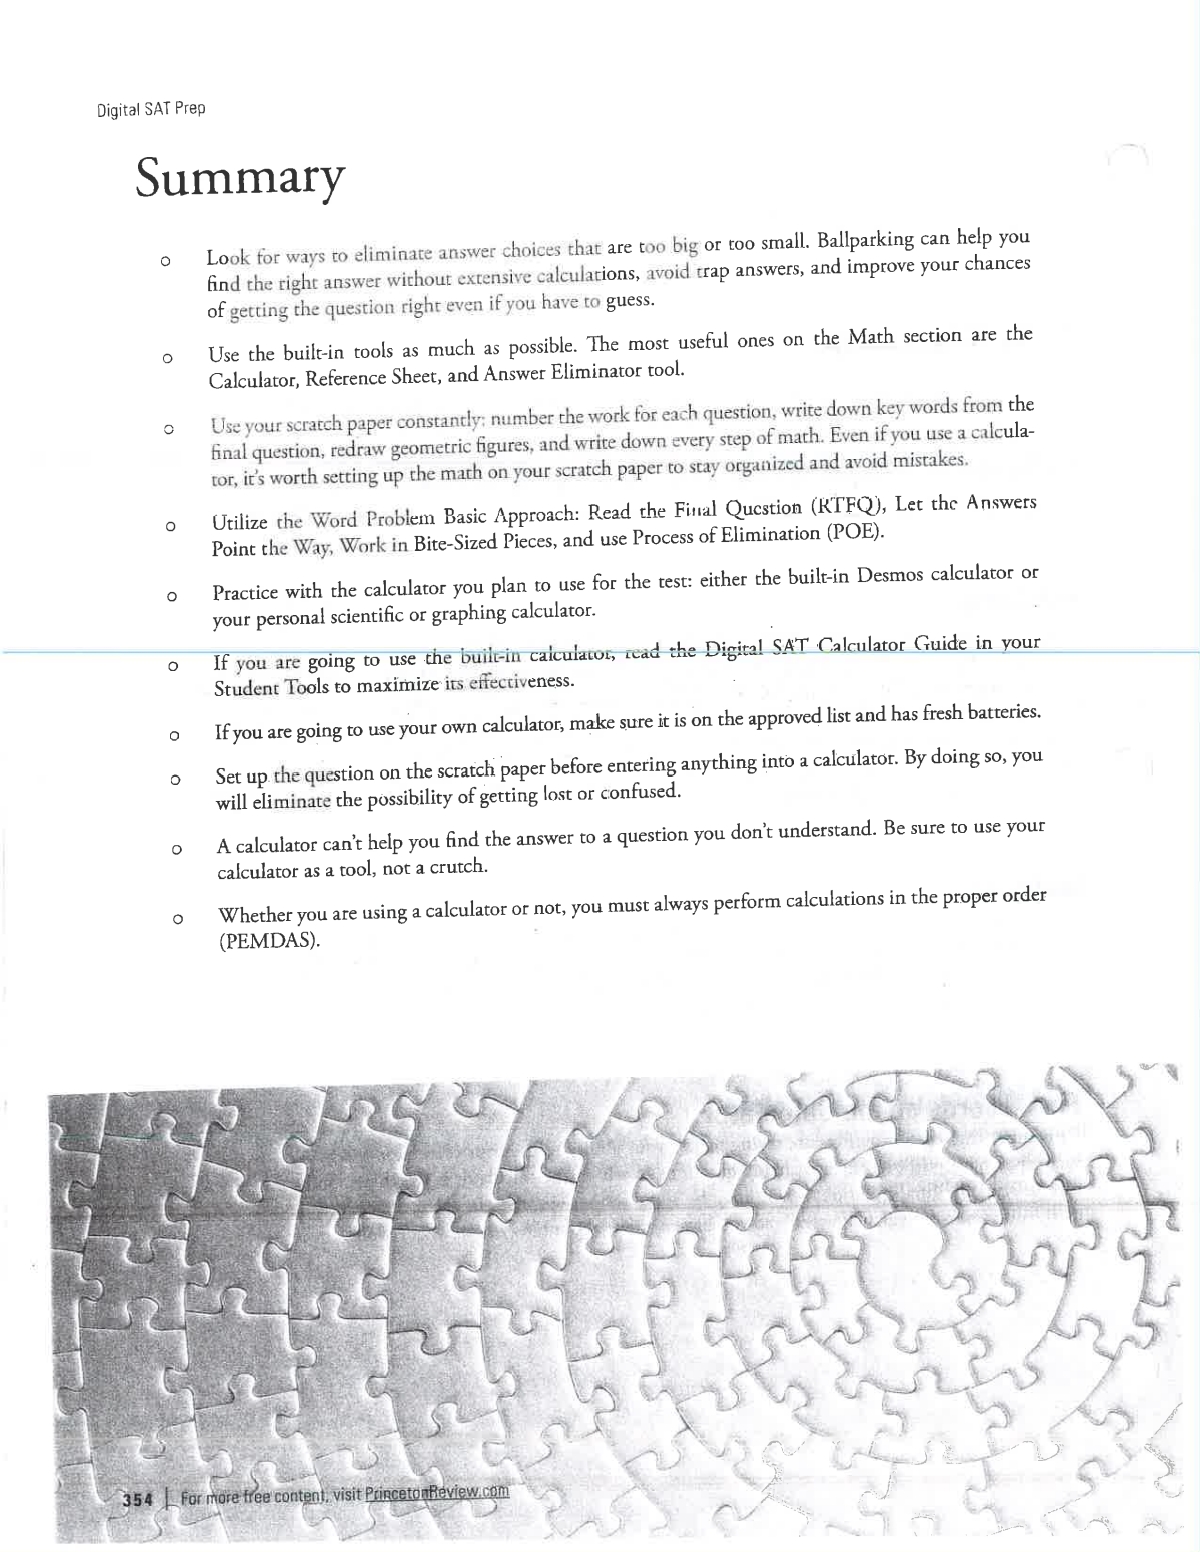 Digital SAT Prep
Summary
o Look for ways to eliminate answer choices that are too big or too small. Ballparking can help you
find the right answer without extensive calculations, avoid trap answers, and improve your chances
of getting the question right even if you have to guess.
o Use the built-in tools as much as possible. The most useful ones on the Math section are the
Calculator, Reference Sheet, and Answer Eliminator tool.
o Use your scratch paper constantly: number the work for each question, write down key words from the
final question, redraw geometric figures, and write down every step of math. Even if you use a calcula-
tor, it's worth setting up the math on your scratch paper to stay organized and avoid mistakes.
o Utilize the Word Problem Basic Approach: Read the Final Question (RTFQ), Let the Answers
Point the Way, Work in Bite-Sized Pieces, and use Process of Elimination (POE).
o Practice with the calculator you plan to use for the test: either the built-in Desmos calculator or
your personal scientific or graphing calculator.
o If you are going to use the built-in calculator, read the Digital SAT Calculator Guide in your
Student Tools to maximize its effectiveness.
o If you are going to use your own calculator, make sure it is on the approved list and has fresh batteries.
o Set up the question on the scratch paper before entering anything into a calculator. By doing so, you
will eliminate the possibility of getting lost or confused.
o A calculator can't help you find the answer to a question you don't understand. Be sure to use your
calculator as a tool, not a crutch.
o Whether you are using a calculator or not, you must always perform calculations in the proper order
(PEMDAS).
354 | For more free content, visit PrincetonReview.com